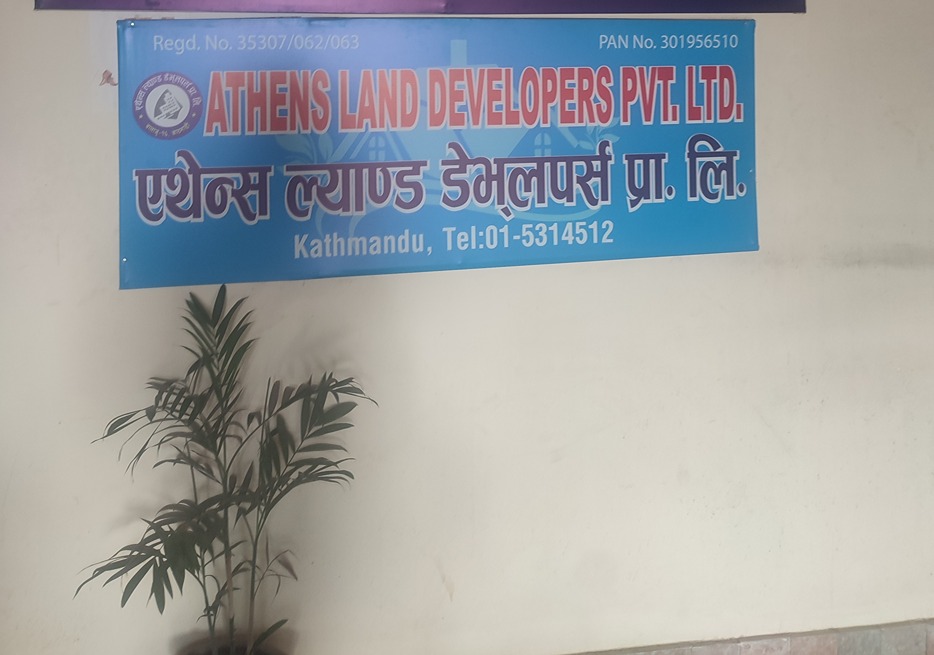 Regd. No. 35307/062/063 PAN No. 301956510
ATHENS LAND DEVELOPERS PVT. LTD.
एथेन्स ल्याण्ड डेभ्लपर्स प्रा. लि.
Kathmandu, Tel:01-5314512